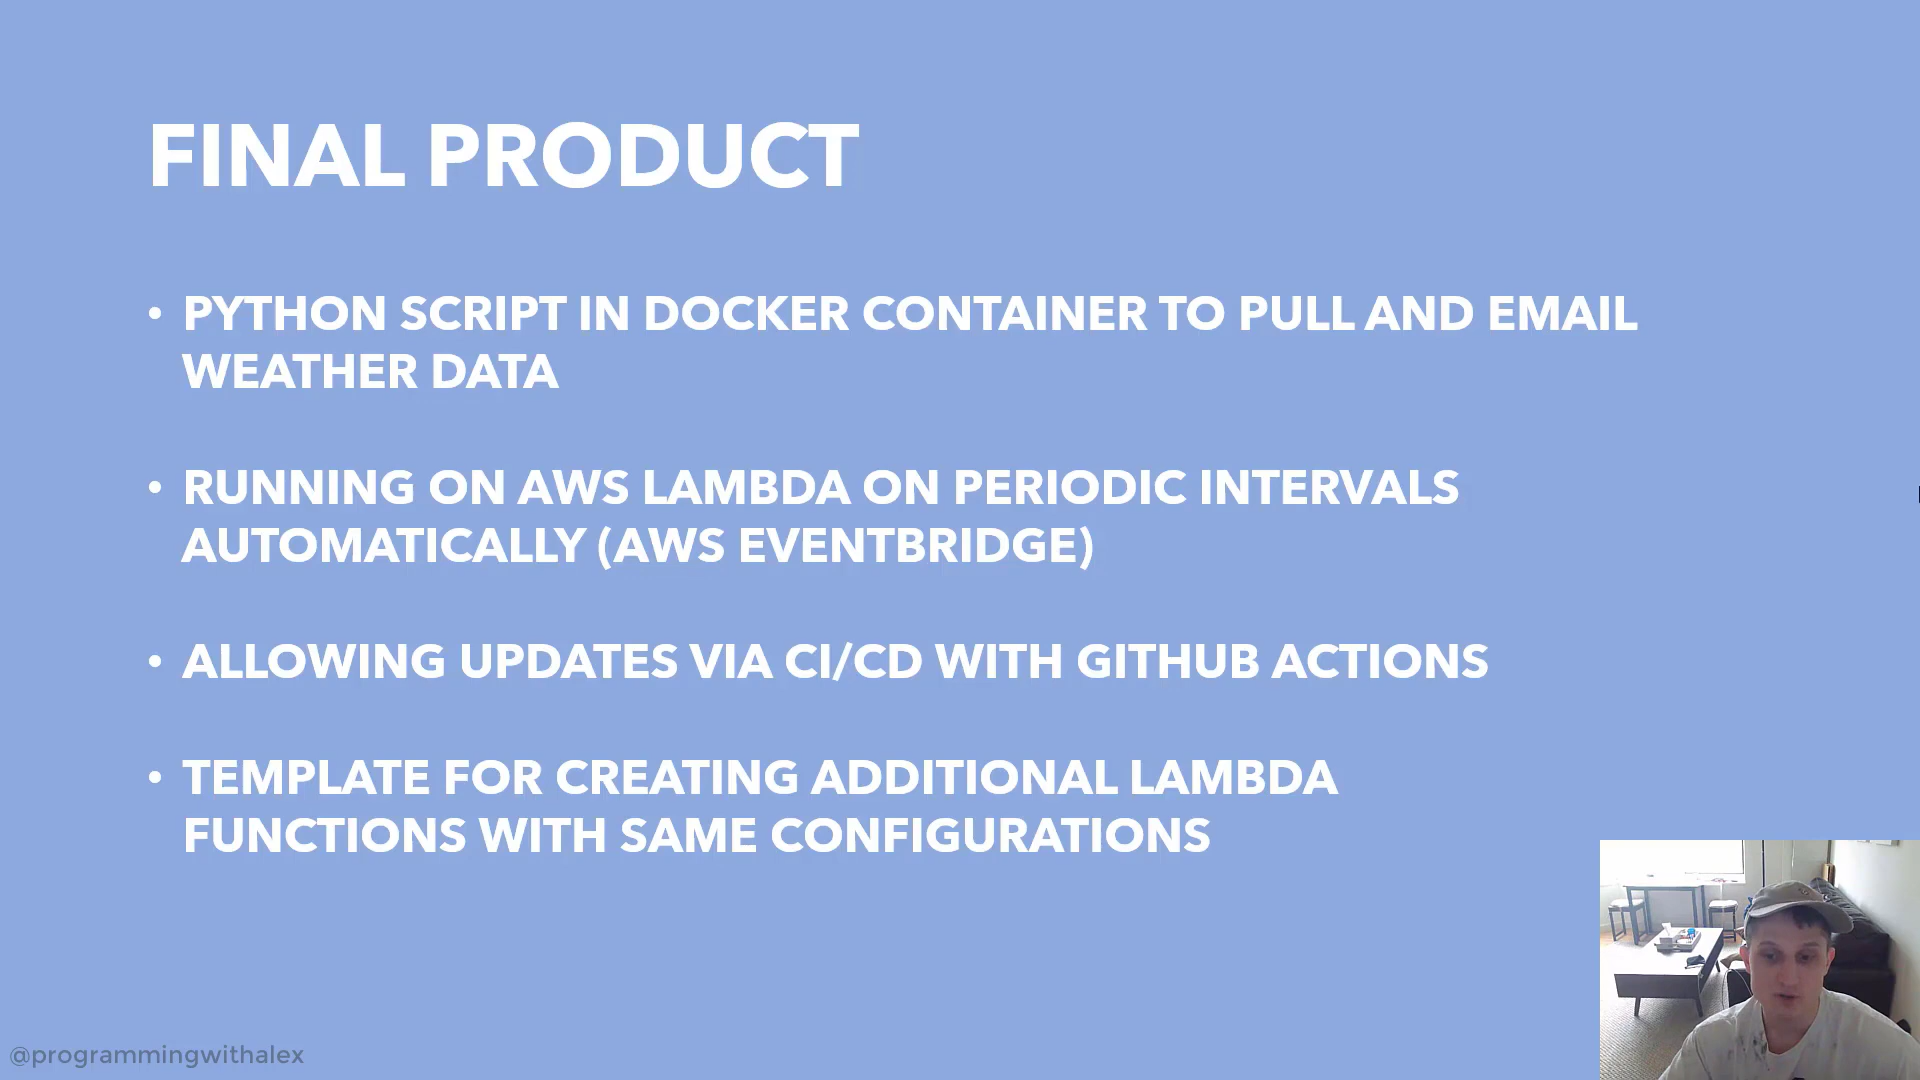 FINAL PRODUCT
• PYTHON SCRIPT IN DOCKER CONTAINER TO PULL AND EMAIL
WEATHER DATA
• RUNNING ON AWS LAMBDA ON PERIODIC INTERVALS
AUTOMATICALLY (AWS EVENTBRIDGE)
• ALLOWING UPDATES VIA CI/CD WITH GITHUB ACTIONS
• TEMPLATE FOR CREATING ADDITIONAL LAMBDA
FUNCTIONS WITH SAME CONFIGURATIONS
@programmingwithalex